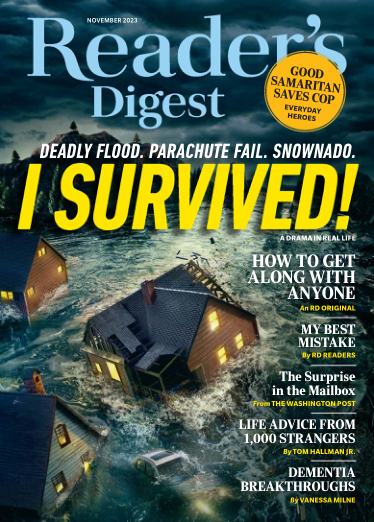 NOVEMBER 2023
Reader's
Digest
GOOD
SAMARITAN
SAVES COP
EVERYDAY
HEROES
DEADLY FLOOD. PARACHUTE FAIL. SNOWNADO.
I SURVIVED!
A DRAMA IN REAL LIFE
HOW TO GET
ALONG WITH
ANYONE
An RD ORIGINAL
MY BEST
MISTAKE
By RD READERS
The Surprise
in the Mailbox
From THE WASHINGTON POST
LIFE ADVICE FROM
1,000 STRANGERS
By TOM HALLMAN JR.
DEMENTIA
BREAKTHROUGHS
By VANESSA MILNE